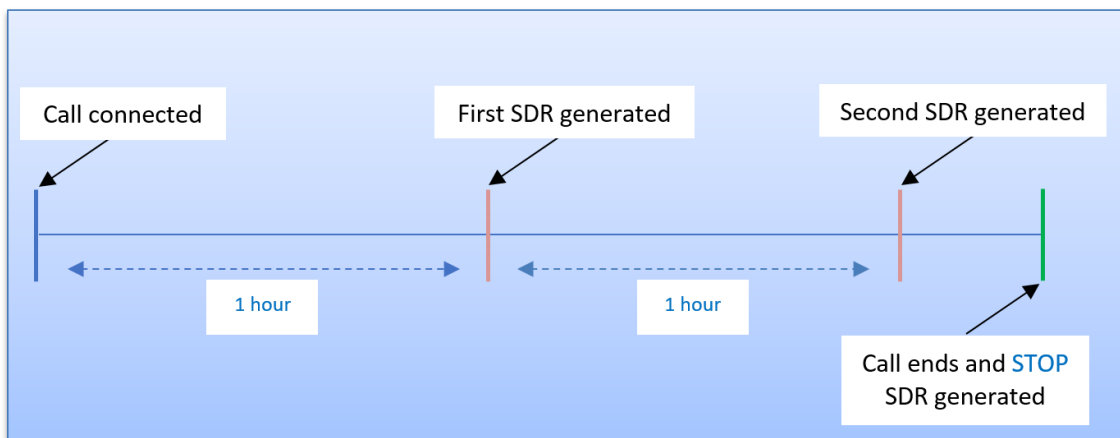 Call connected
First SDR generated
Second SDR generated
1 hour
1 hour
Call ends and STOP
SDR generated